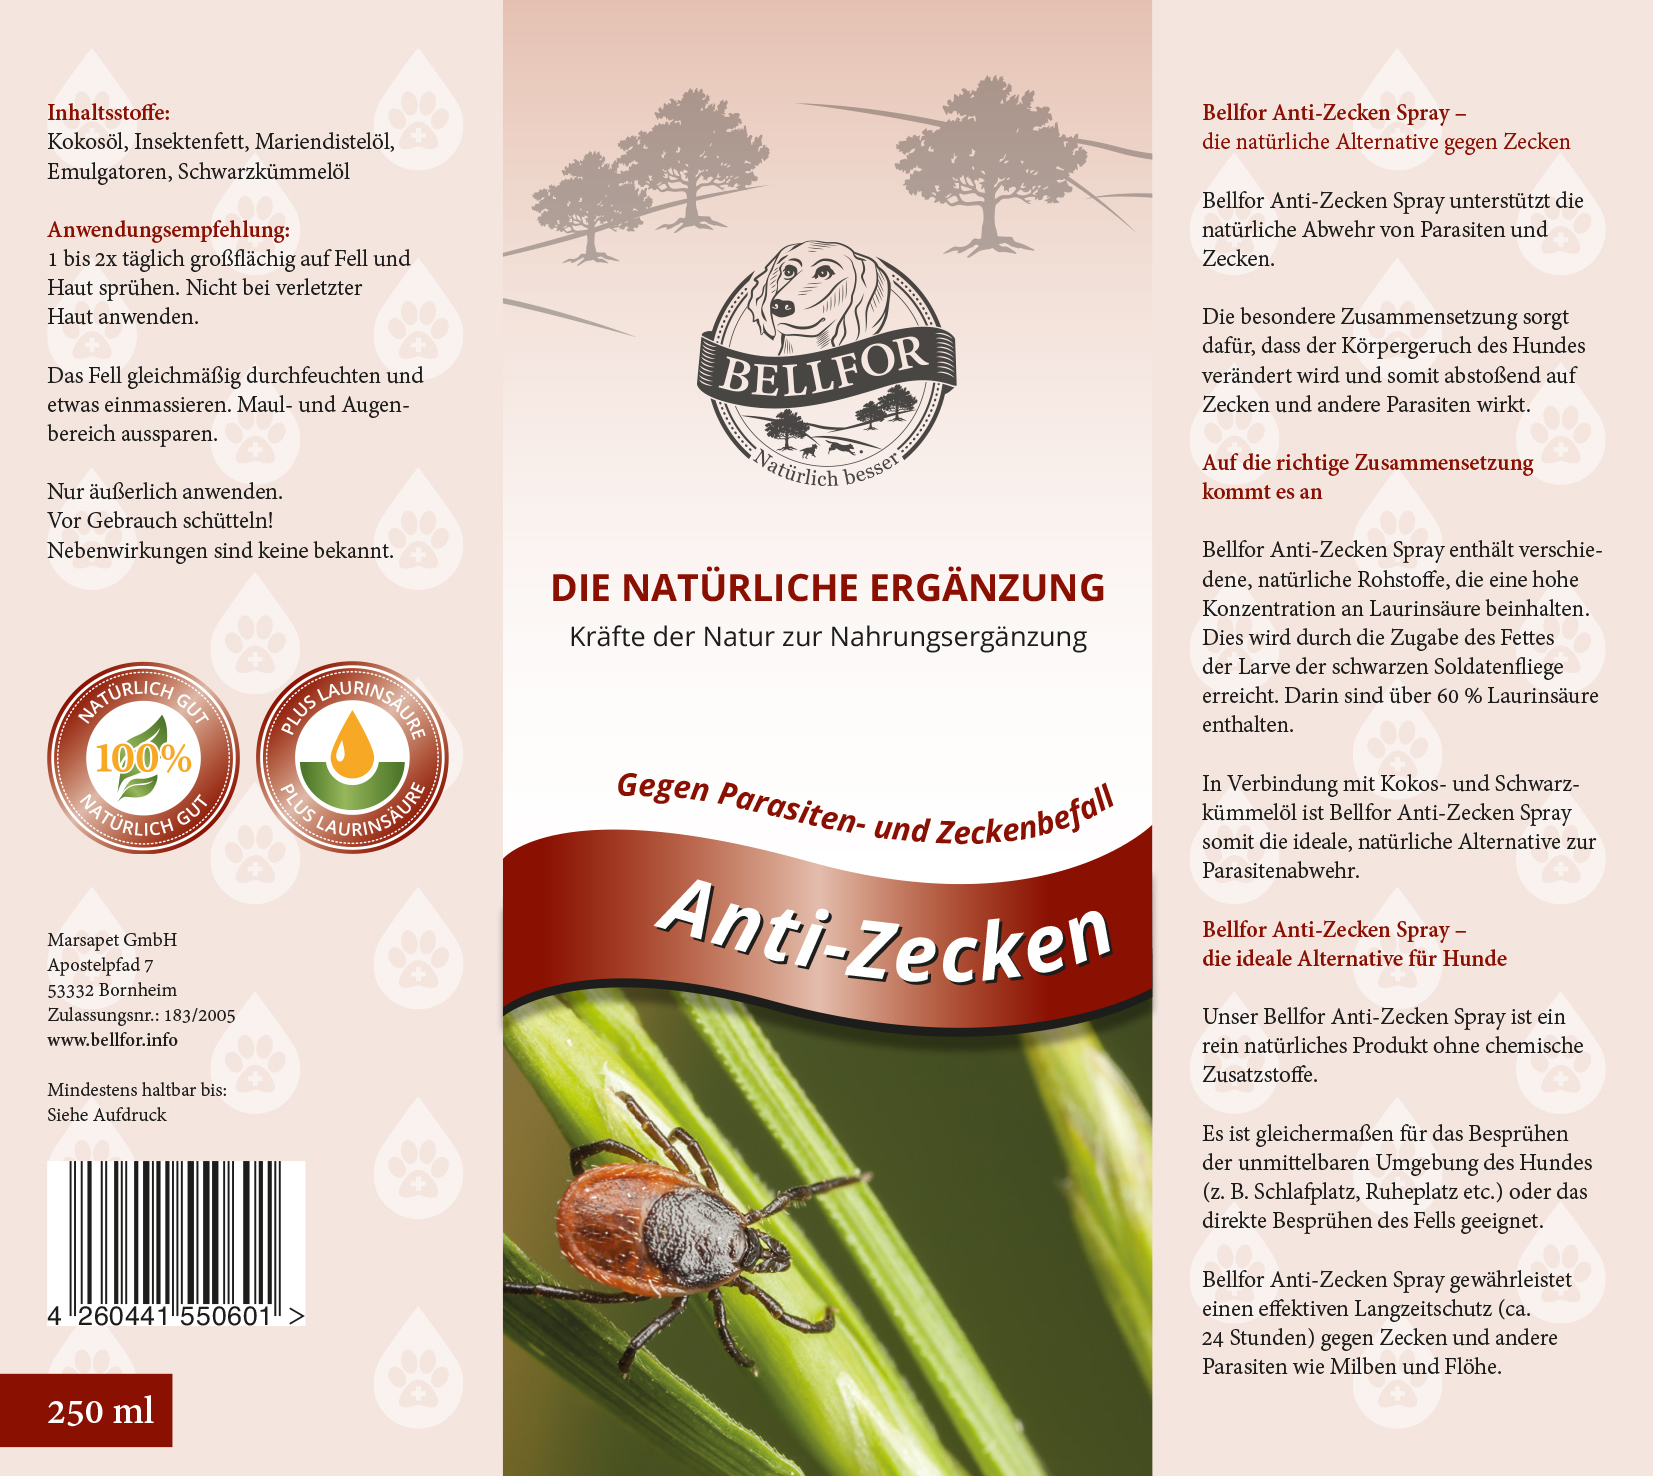 Inhaltsstoffe:
Kokosöl, Insektenfett, Mariendistelöl,
Emulgatoren, Schwarzkümmelöl
Anwendungsempfehlung:
1 bis 2x täglich großflächig auf Fell und
Haut sprühen. Nicht bei verletzter
Haut anwenden.
Das Fell gleichmäßig durchfeuchten und
etwas einmassieren. Maul- und Augen-
bereich aussparen.
Nur äußerlich anwenden.
Vor Gebrauch schütteln!
Nebenwirkungen sind keine bekannt.
NATÜRLICH GUT
100%
NATÜRLICH GUT
PLUS LAURINSÄURE
PLUS LAURINSÄURE
Marsapet GmbH
Apostelpfad 7
53332 Bornheim
Zulassungsnr.: 183/2005
www.bellfor.info
Mindestens haltbar bis:
Siehe Aufdruck
4 260441 550601 >
250 ml
BELLFOR
Natürlich besser
DIE NATÜRLICHE ERGÄNZUNG
Kräfte der Natur zur Nahrungsergänzung
Gegen Parasiten- und Zeckenbefall
Anti-Zecken
Bellfor Anti-Zecken Spray –
die natürliche Alternative gegen Zecken
Bellfor Anti-Zecken Spray unterstützt die
natürliche Abwehr von Parasiten und
Zecken.
Die besondere Zusammensetzung sorgt
dafür, dass der Körpergeruch des Hundes
verändert wird und somit abstoßend auf
Zecken und andere Parasiten wirkt.
Auf die richtige Zusammensetzung
kommt es an
Bellfor Anti-Zecken Spray enthält verschie-
dene, natürliche Rohstoffe, die eine hohe
Konzentration an Laurinsäure beinhalten.
Dies wird durch die Zugabe des Fettes
der Larve der schwarzen Soldatenfliege
erreicht. Darin sind über 60 % Laurinsäure
enthalten.
In Verbindung mit Kokos- und Schwarz-
kümmelöl ist Bellfor Anti-Zecken Spray
somit die ideale, natürliche Alternative zur
Parasitenabwehr.
Bellfor Anti-Zecken Spray –
die ideale Alternative für Hunde
Unser Bellfor Anti-Zecken Spray ist ein
rein natürliches Produkt ohne chemische
Zusatzstoffe.
Es ist gleichermaßen für das Besprühen
der unmittelbaren Umgebung des Hundes
(z. B. Schlafplatz, Ruheplatz etc.) oder das
direkte Besprühen des Fells geeignet.
Bellfor Anti-Zecken Spray gewährleistet
einen effektiven Langzeitschutz (ca.
24 Stunden) gegen Zecken und andere
Parasiten wie Milben und Flöhe.